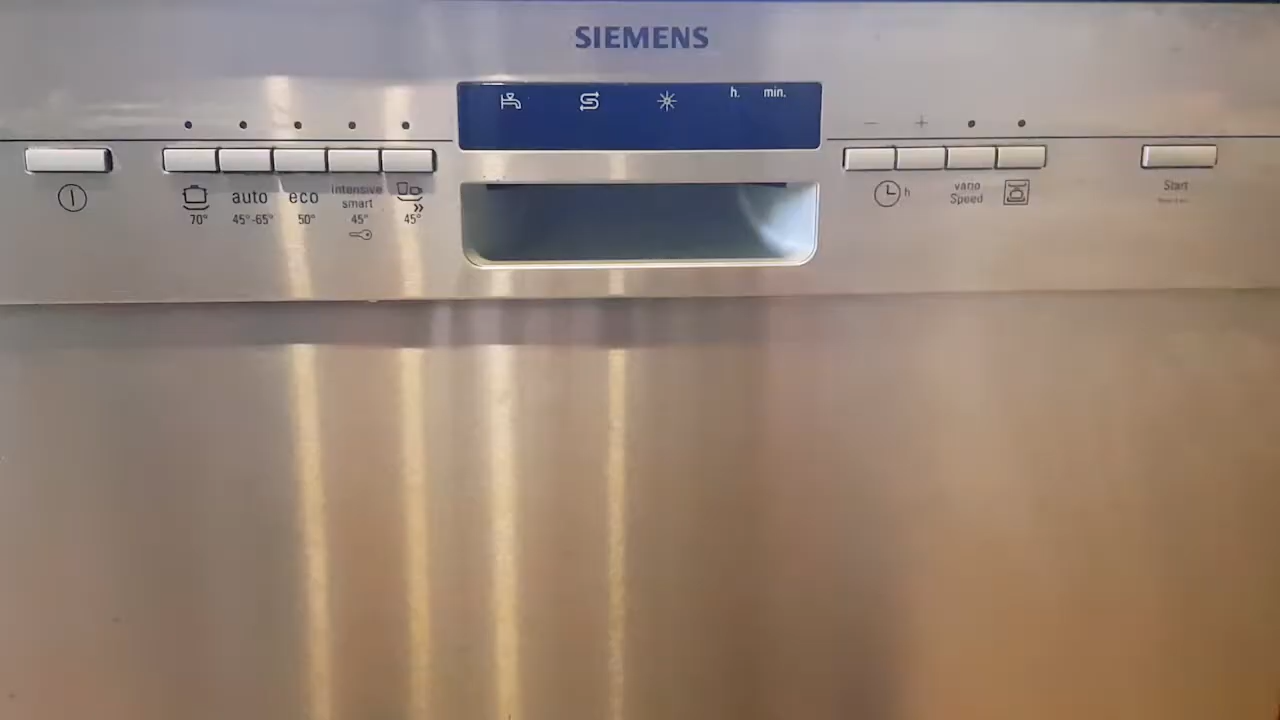 SIEMENS
h. min.
− +
auto
eco
intensive
smart
70°
45°-65°
50°
45°
45°
h
vario
Speed
Start